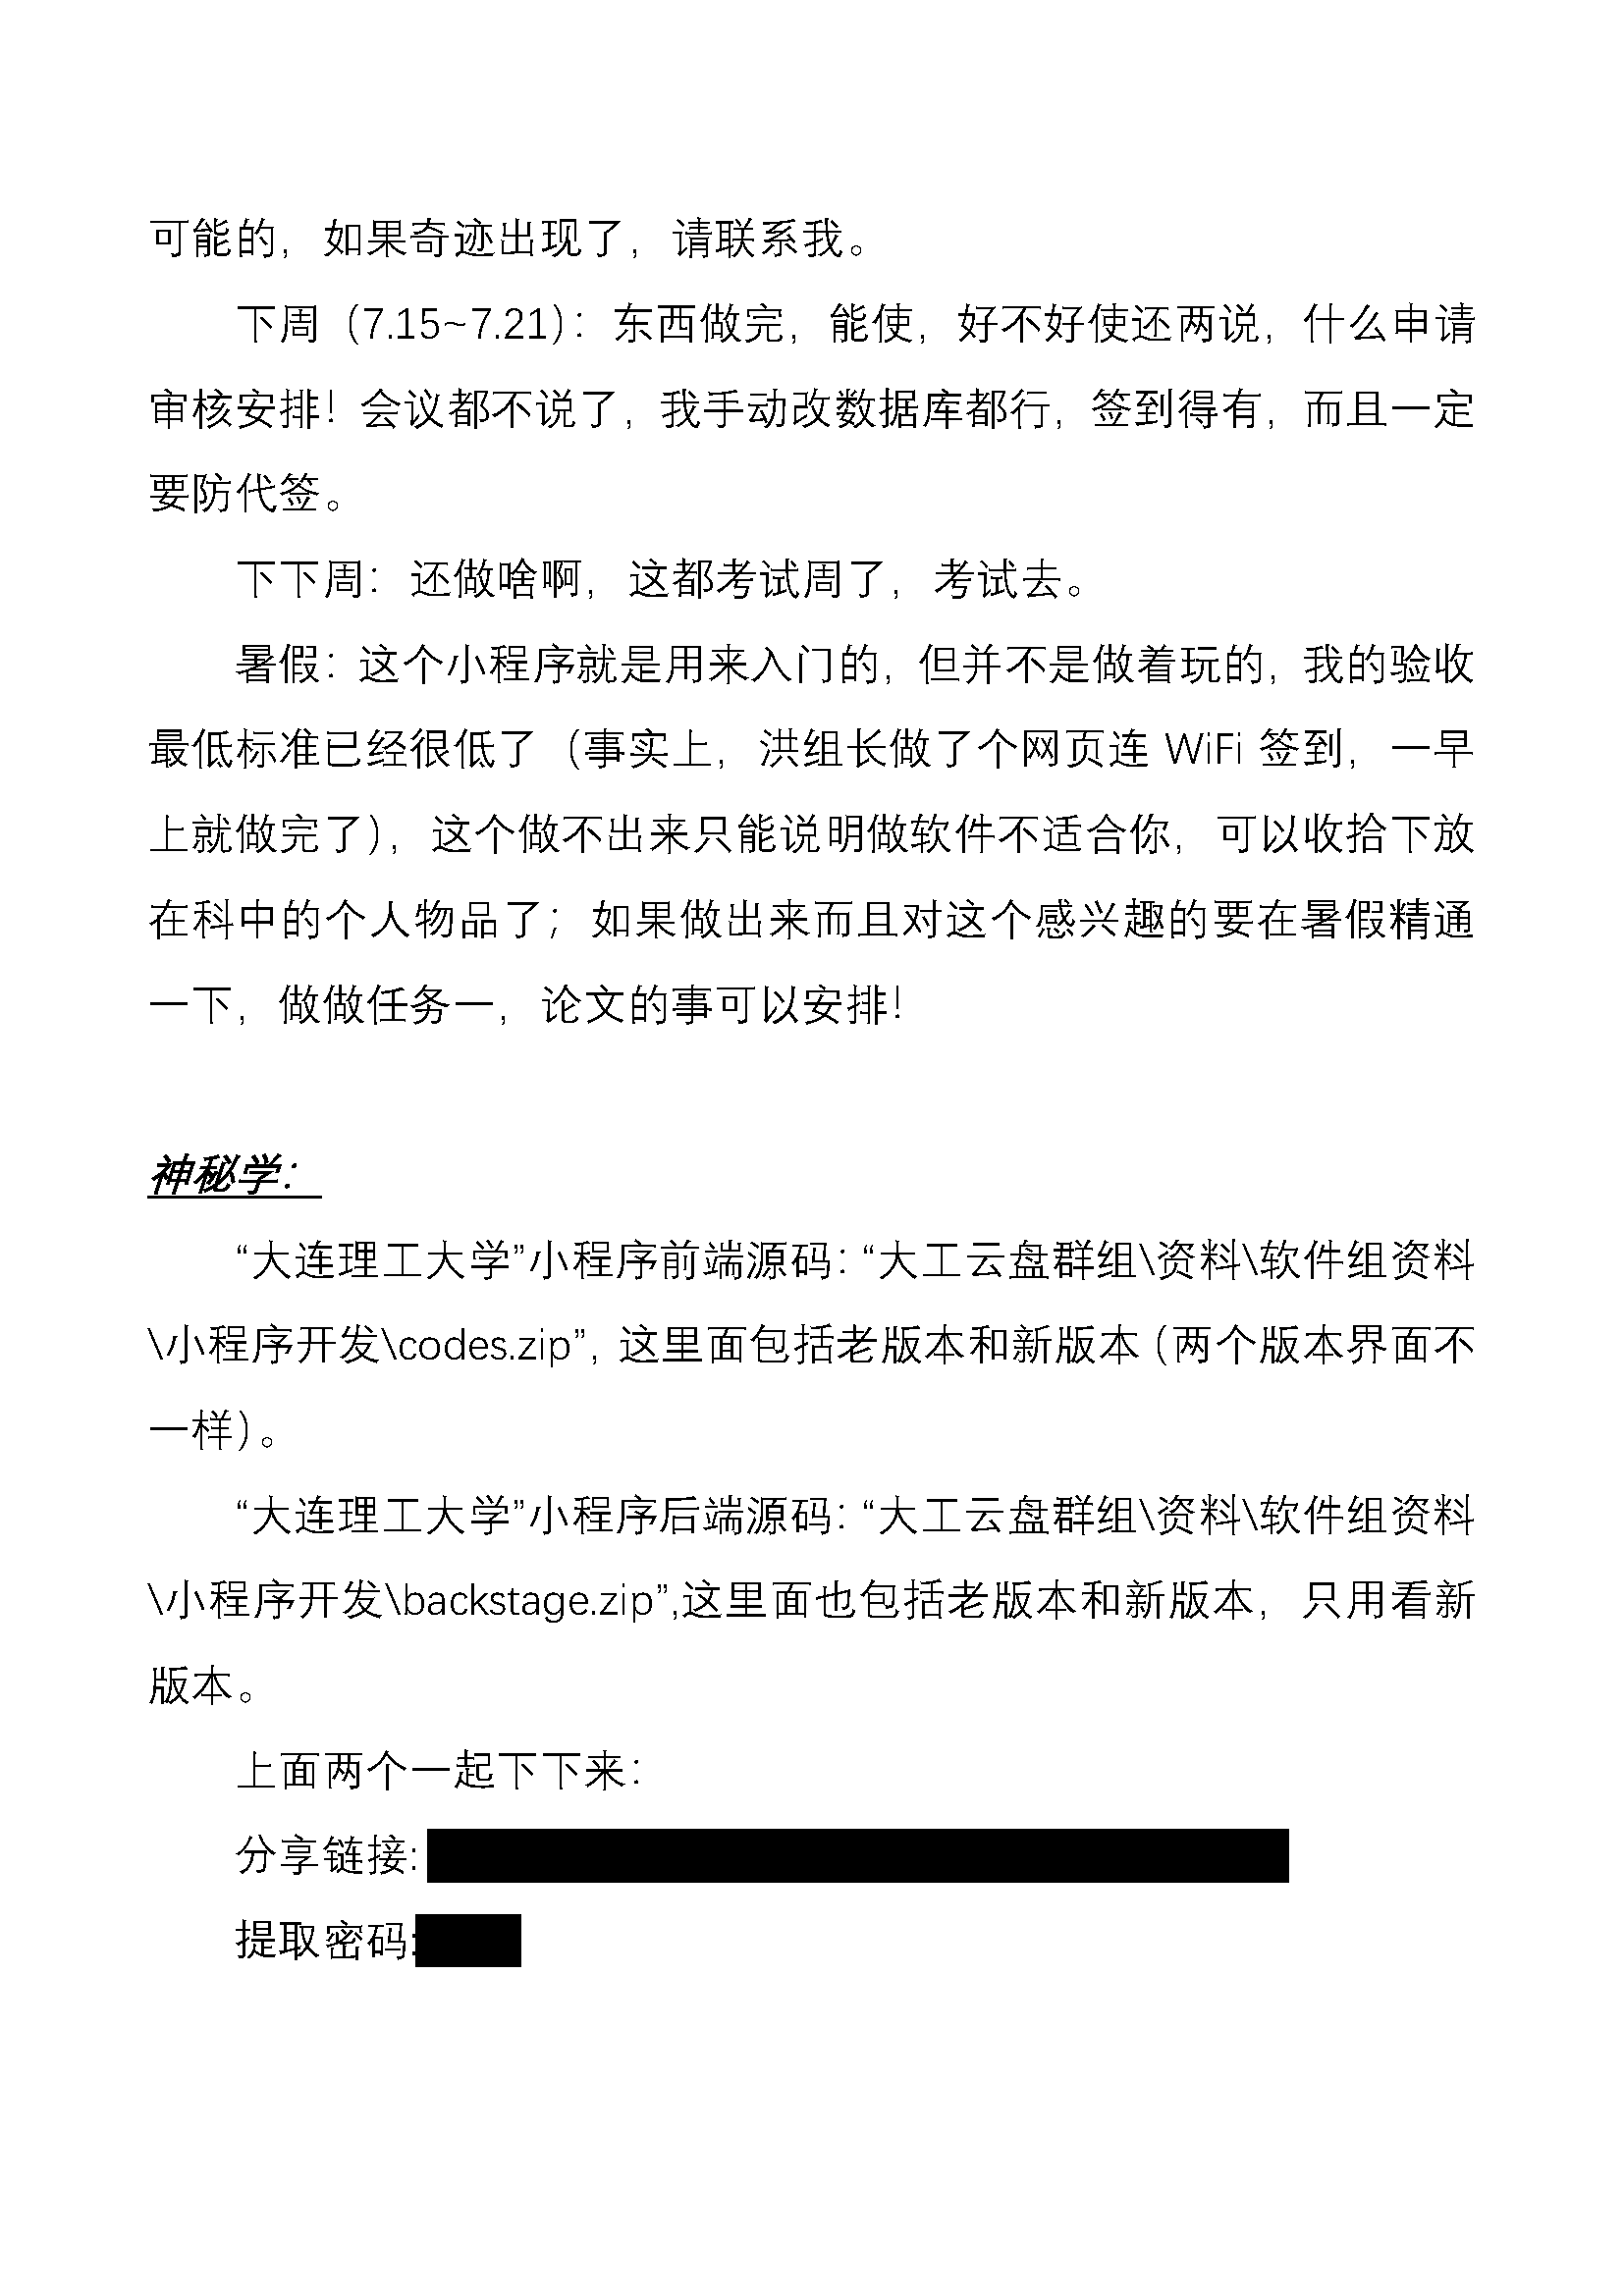 可能的，如果奇迹出现了，请联系我。
下周（7.15~7.21）：东西做完，能使，好不好使还两说，什么申请
审核安排！会议都不说了，我手动改数据库都行，签到得有，而且一定
要防代签。
下下周：还做啥啊，这都考试周了，考试去。
暑假：这个小程序就是用来入门的，但并不是做着玩的，我的验收
最低标准已经很低了（事实上，洪组长做了个网页连 WiFi 签到，一早
上就做完了），这个做不出来只能说明做软件不适合你，可以收拾下放
在科中的个人物品了；如果做出来而且对这个感兴趣的要在暑假精通
一下，做做任务一，论文的事可以安排！
神秘学：
“大连理工大学”小程序前端源码：“大工云盘群组\资料\软件组资料
\小程序开发\codes.zip”，这里面包括老版本和新版本（两个版本界面不
一样）。
“大连理工大学”小程序后端源码：“大工云盘群组\资料\软件组资料
\小程序开发\backstage.zip”,这里面也包括老版本和新版本，只用看新
版本。
上面两个一起下下来：
分享链接:
提取密码: